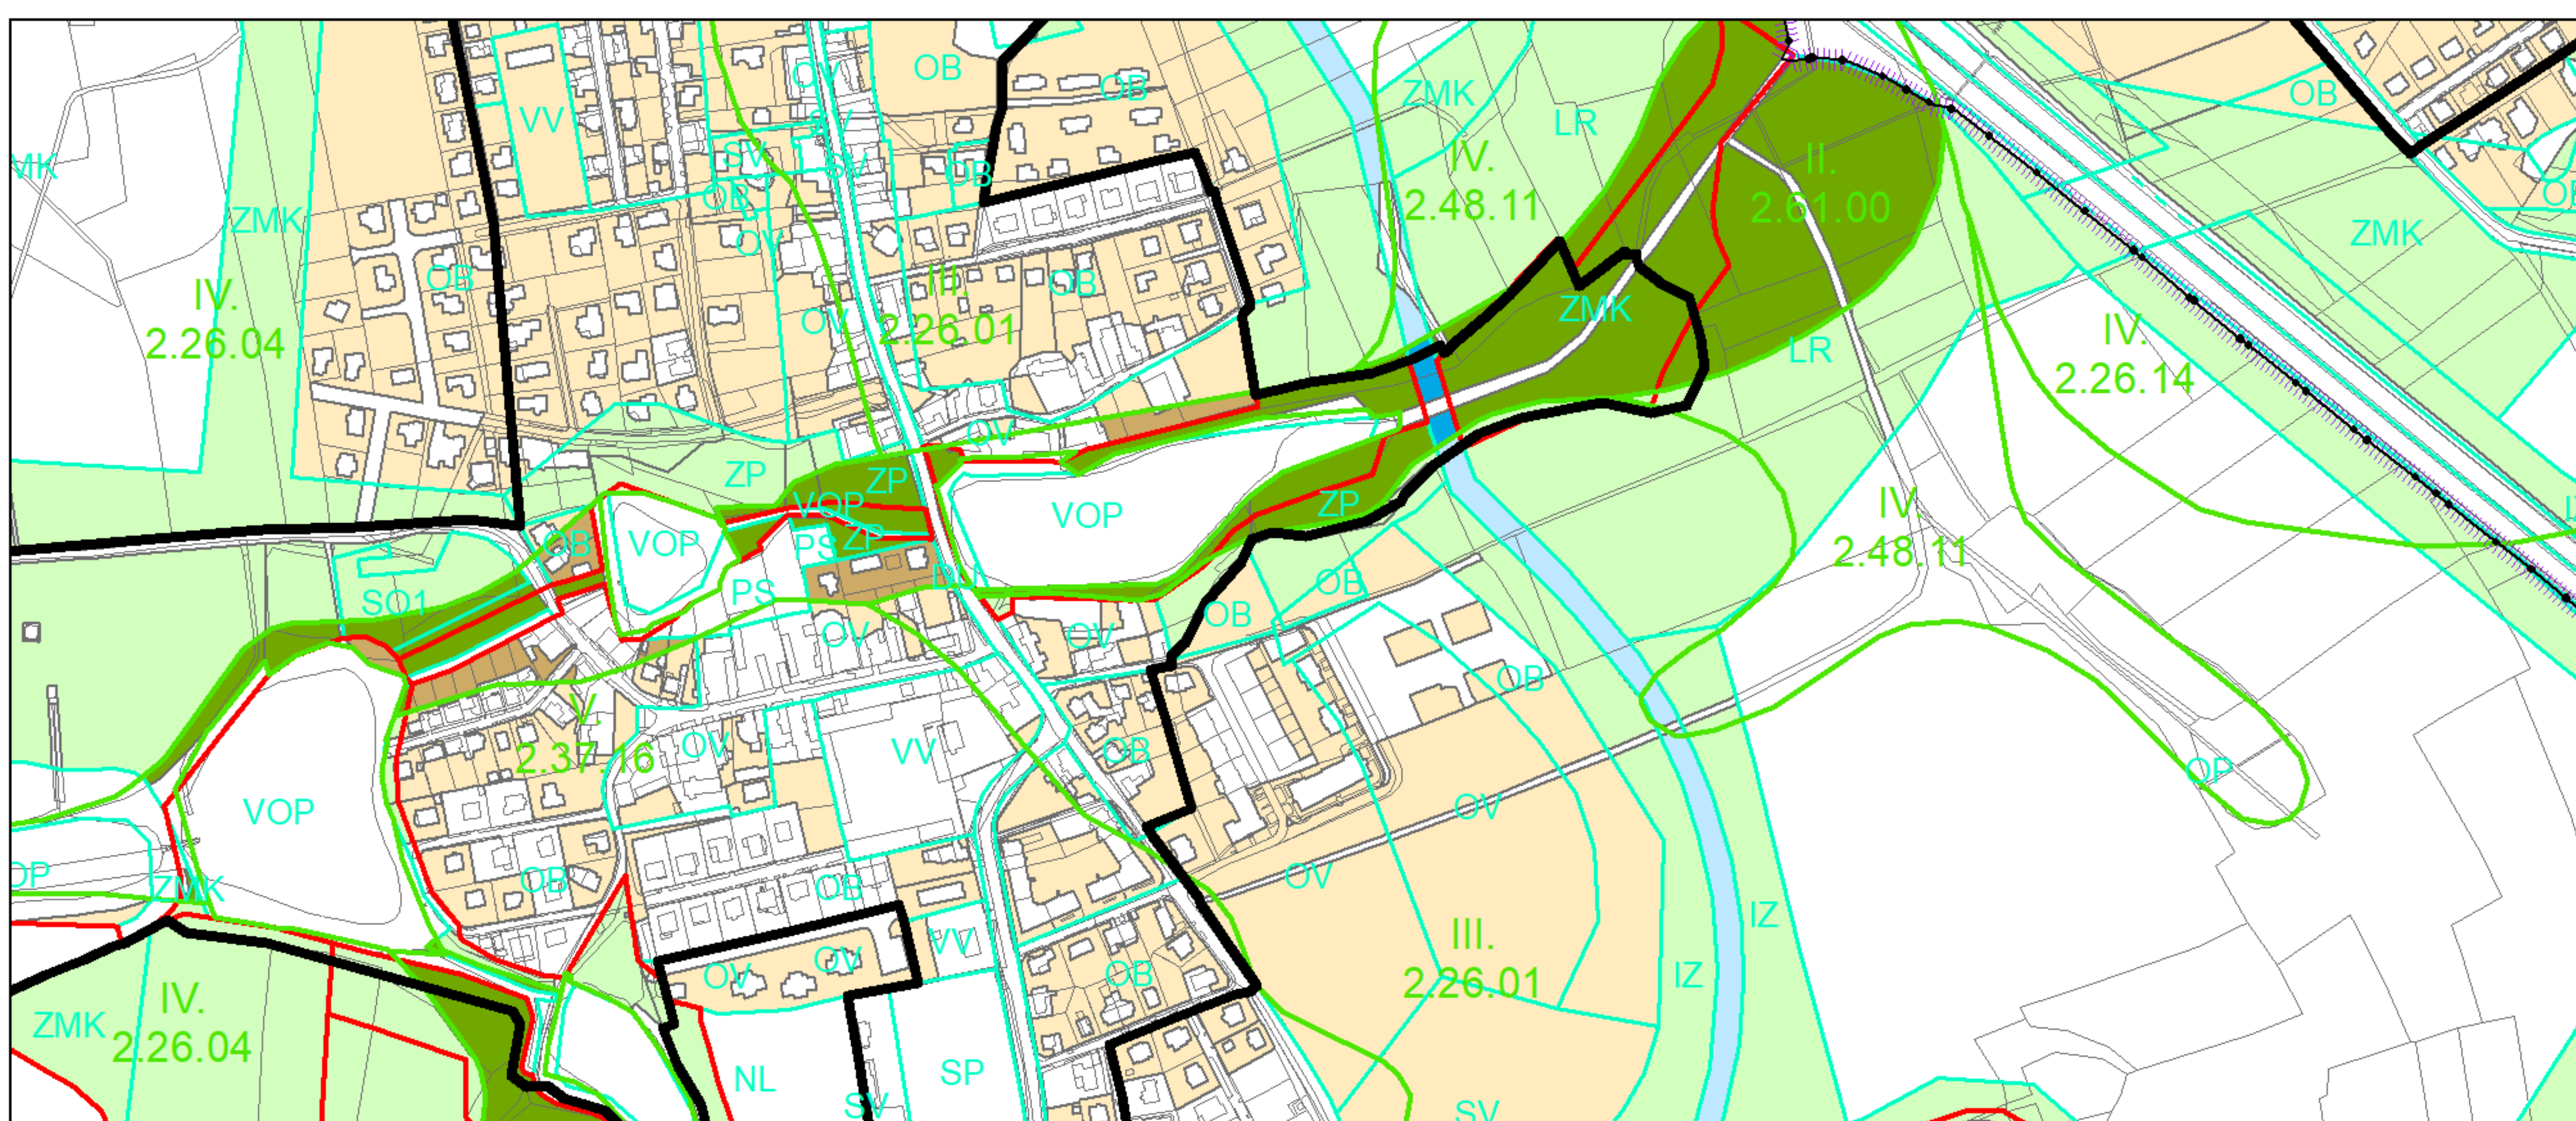 OV
OB
OB
ZMK
OB
VV
SV
LR
SV
SV
IV.
2.48.11
II.
2.61.00
OB
OB
ZMK
OV
ZMK
OB
OB
III.
2.26.01
OV
IV.
2.26.04
ZMK
LR
IV.
2.26.14
OV
ZP
ZP
VOP
VOP
ZP
IV.
2.48.11
OB
VOP
PS
ZP
PS
SO1
OB
OB
OV
OV
OB
V.
2.37.16
OV
VV
OB
OP
VOP
OV
OP
ZMK
OB
OB
OV
IZ
VV
OV
OV
OB
III.
2.26.01
IZ
ZMK
IV.
2.26.04
NL
SP
SV
SV